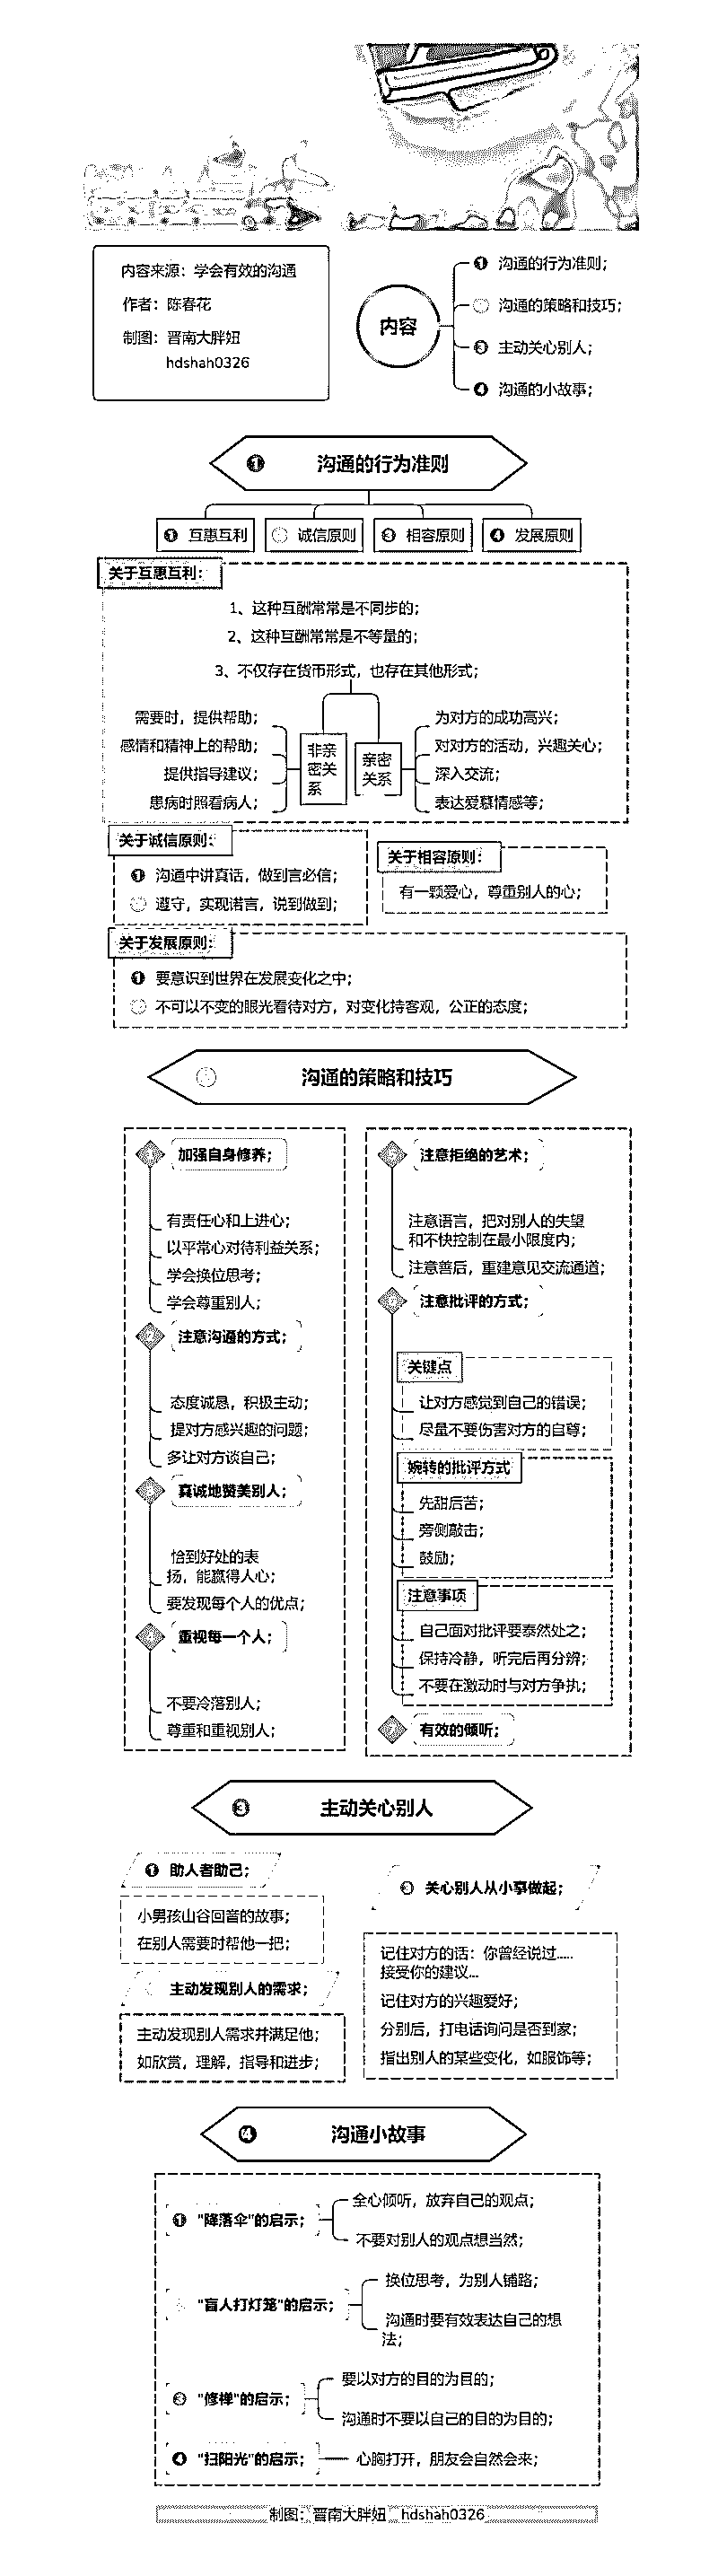 内容来源：学会有效的沟通
作者：陈春花
制图：晋南大胖妞
hdshah0326
内容
❶ 沟通的行为准则；
沟通的策略和技巧；
❸ 主动关心别人；
❹ 沟通的小故事；
❶ 沟通的行为准则
❶ 互惠互利
诚信原则
❸ 相容原则
❹ 发展原则
关于互惠互利：
1、这种互酬常常是不同步的；
2、这种互酬常常是不等量的；
3、不仅存在货币形式，也存在其他形式；
需要时，提供帮助；
感情和精神上的帮助；
提供指导建议；
患病时照看病人；
非亲
密关
系
亲密
关系
为对方的成功高兴；
对对方的活动，兴趣关心；
深入交流；
表达爱慕情感等；
关于诚信原则：
❶ 沟通中讲真话，做到言必信；
遵守，实现诺言，说到做到；
关于相容原则：
有一颗爱心，尊重别人的心；
关于发展原则：
❶ 要意识到世界在发展变化之中；
不可以不变的眼光看待对方，对变化持客观，公正的态度；
沟通的策略和技巧
加强自身修养；
有责任心和上进心；
以平常心对待利益关系；
学会换位思考；
学会尊重别人；
注意沟通的方式；
态度诚恳，积极主动；
提对方感兴趣的问题；
多让对方谈自己；
真诚地赞美别人；
恰到好处的表
扬，能赢得人心；
要发现每个人的优点；
重视每一个人；
不要冷落别人；
尊重和重视别人；
注意拒绝的艺术；
注意语言，把对别人的失望
和不快控制在最小限度内；
注意善后，重建意见交流通道；
注意批评的方式；
关键点
让对方感觉到自己的错误；
尽量不要伤害对方的自尊；
婉转的批评方式
先甜后苦；
旁侧敲击；
鼓励；
注意事项
自己面对批评要泰然处之；
保持冷静，听完后再分辨；
不要在激动时与对方争执；
有效的倾听；
❸ 主动关心别人
❶ 助人者助己；
小男孩山谷回音的故事；
在别人需要时帮他一把；
主动发现别人的需求；
主动发现别人需求并满足他；
如欣赏，理解，指导和进步；
❸ 关心别人从小事做起；
记住对方的话：你曾经说过.....
接受你的建议...
记住对方的兴趣爱好；
分别后，打电话询问是否到家；
指出别人的某些变化，如服饰等；
❹ 沟通小故事
❶ "降落伞"的启示；
全心倾听，放弃自己的观点；
不要对别人的观点想当然；
"盲人打灯笼"的启示；
换位思考，为别人铺路；
沟通时要有效表达自己的想
法；
❸ "修禅"的启示；
要以对方的目的为目的；
沟通时不要以自己的目的为目的；
❹ "扫阳光"的启示；
心胸打开，朋友会自然会来；
制图：晋南大胖妞 hdshah0326